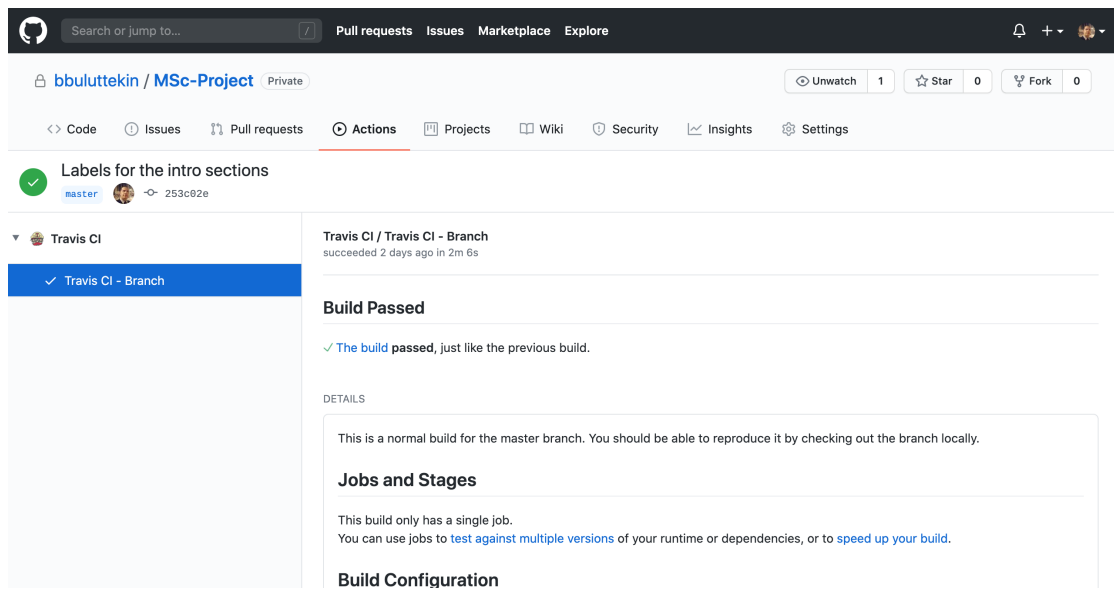 Search or jump to... / Pull requests Issues Marketplace Explore
bbuluttekin / MSc-Project Private Unwatch 1 Star 0 Fork 0
Code Issues Pull requests Actions Projects Wiki Security Insights Settings
Labels for the intro sections
master 253c02e
Travis CI
Travis CI - Branch
Travis CI / Travis CI - Branch
succeeded 2 days ago in 2m 6s
Build Passed
The build passed, just like the previous build.
DETAILS
This is a normal build for the master branch. You should be able to reproduce it by checking out the branch locally.
Jobs and Stages
This build only has a single job.
You can use jobs to test against multiple versions of your runtime or dependencies, or to speed up your build.
Build Configuration